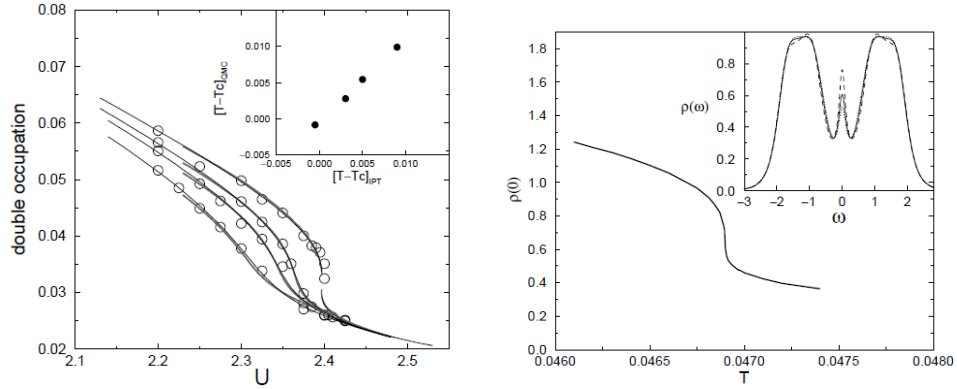 0.08
0.07
0.06
0.05
0.04
0.03
0.02
double occupation
2.1 2.2 2.3 2.4 2.5
U
0.010
0.005
0.000
−0.005
[T−Tc]QMC
−0.005 0.000 0.005 0.010
[T−Tc]IPT
1.8
1.6
1.4
1.2
1.0
0.8
0.6
0.4
0.2
0.0
ρ(0)
0.0460 0.0465 0.0470 0.0475 0.0480
T
0.8
0.6
0.4
0.2
0.0
ρ(ω)
−3 −2 −1 0 1 2
ω